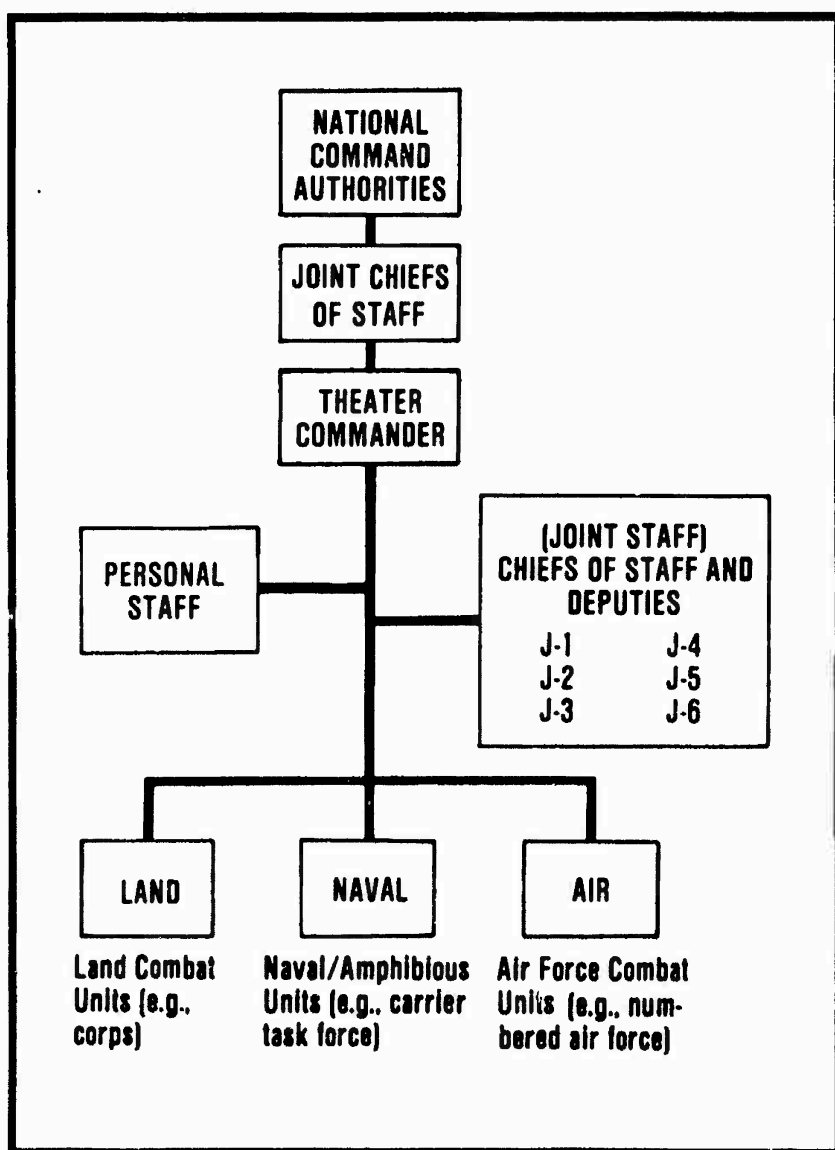 NATIONAL
COMMAND
AUTHORITIES
JOINT CHIEFS
OF STAFF
THEATER
COMMANDER
PERSONAL
STAFF
(JOINT STAFF)
CHIEFS OF STAFF AND
DEPUTIES
J-1 J-4
J-2 J-5
J-3 J-6
LAND
NAVAL
AIR
Land Combat
Units (e.g.,
corps)
Naval/Amphibious
Units (e.g., carrier
task force)
Air Force Combat
Units (e.g., num-
bered air force)